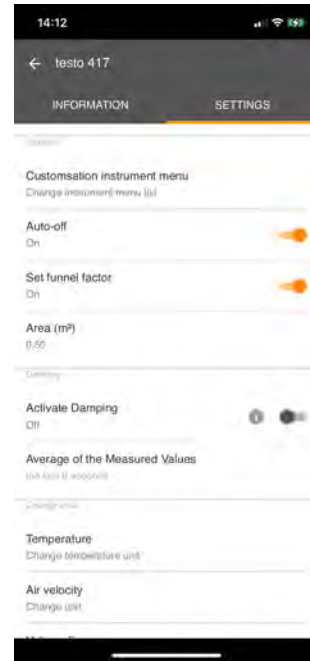 14:12
testo 417
INFORMATION
SETTINGS
Customsation instrument menu
Change instrument menu
Auto-off
On
Set funnel factor
On
Area (m²)
0.50
Damping
Activate Damping
Off
Average of the Measured Values
Temperature
Change temperature unit
Air velocity
Change unit